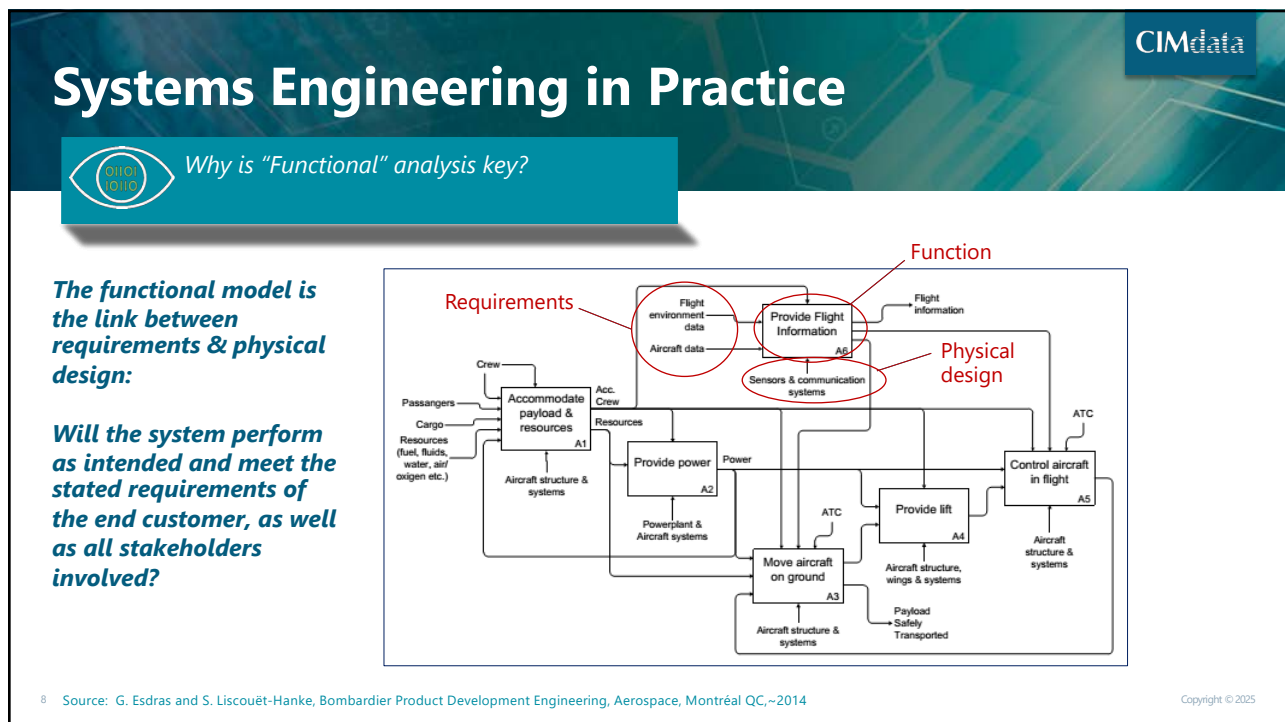 CIMdata
Systems Engineering in Practice
01101
10110
Why is “Functional“ analysis key?
The functional model is
the link between
requirements & physical
design:
Will the system perform
as intended and meet the
stated requirements of
the end customer, as well
as all stakeholders
involved?
Function
Requirements
Physical
design
Flight
environment
data
Aircraft data
Provide Flight
Information
A6
Flight
information
Sensors & communication
systems
Crew
Passangers
Cargo
Resources
(fuel, fluids,
water, air/
oxigen etc.)
Accommodate
payload &
resources
A1
Acc.
Crew
Resources
Aircraft structure &
systems
Provide power
A2
Power
Powerplant &
Aircraft systems
ATC
Move aircraft
on ground
A3
Aircraft structure &
systems
Payload
Safely
Transported
Provide lift
A4
Aircraft structure,
wings & systems
ATC
Control aircraft
in flight
A5
Aircraft
structure &
systems
8 Source: G. Esdras and S. Liscouët-Hanke, Bombardier Product Development Engineering, Aerospace, Montréal QC,~2014
Copyright © 2025